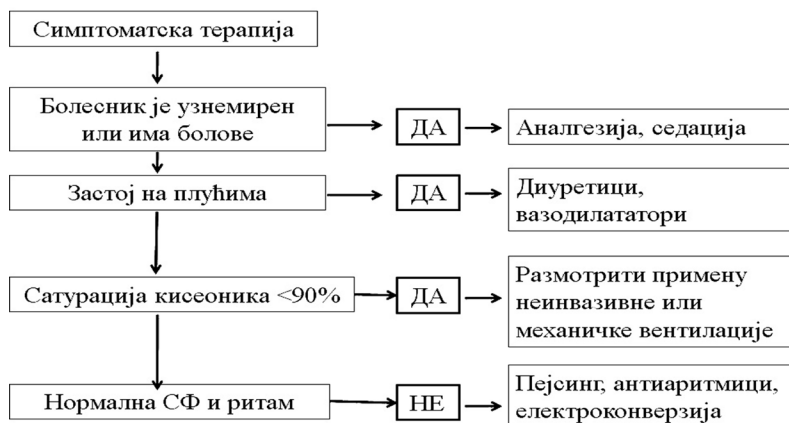 Симптоматска терапија
Болесник је узнемирен
или има болове
ДА
Аналгезија, седација
Застој на плућима
ДА
Диуретици,
вазодилататори
Сатурација кисеоника <90%
ДА
Размотрити примену
неинвазивне или
механичке вентилације
Нормална СФ и ритам
НЕ
Пејсинг, антиаритмици,
електроконверзија